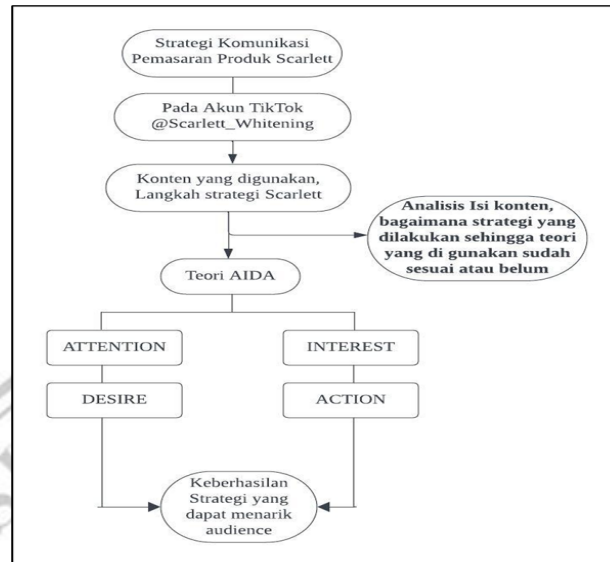 Strategi Komunikasi
Pemasaran Produk Scarlett
Pada Akun TikTok
@Scarlett_Whitening
Konten yang digunakan,
Langkah strategi Scarlett
Analisis Isi konten,
bagaimana strategi yang
dilakukan sehingga teori
yang di gunakan sudah
sesuai atau belum
Teori AIDA
ATTENTION
INTEREST
DESIRE
ACTION
Keberhasilan
Strategi yang
dapat menarik
audience